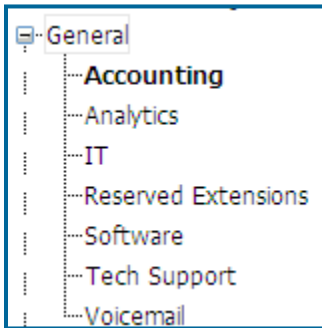 General
Accounting
Analytics
IT
Reserved Extensions
Software
Tech Support
Voicemail